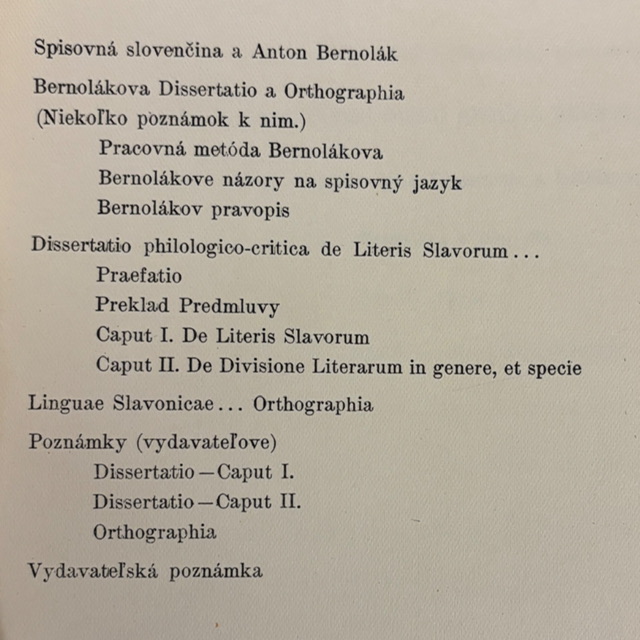 Spisovná slovenčina a Anton Bernolák
Bernolákova Dissertatio a Orthographia
(Niekoľko poznámok k nim.)
Pracovná metóda Bernolákova
Bernolákove názory na spisovný jazyk
Bernolákov pravopis
Dissertatio philologico-critica de Literis Slavorum...
Praefatio
Preklad Predmluvy
Caput I. De Literis Slavorum
Caput II. De Divisione Literarum in genere, et specie
Linguae Slavonicae... Orthographia
Poznámky (vydavateľove)
Dissertatio—Caput I.
Dissertatio—Caput II.
Orthographia
Vydavateľská poznámka